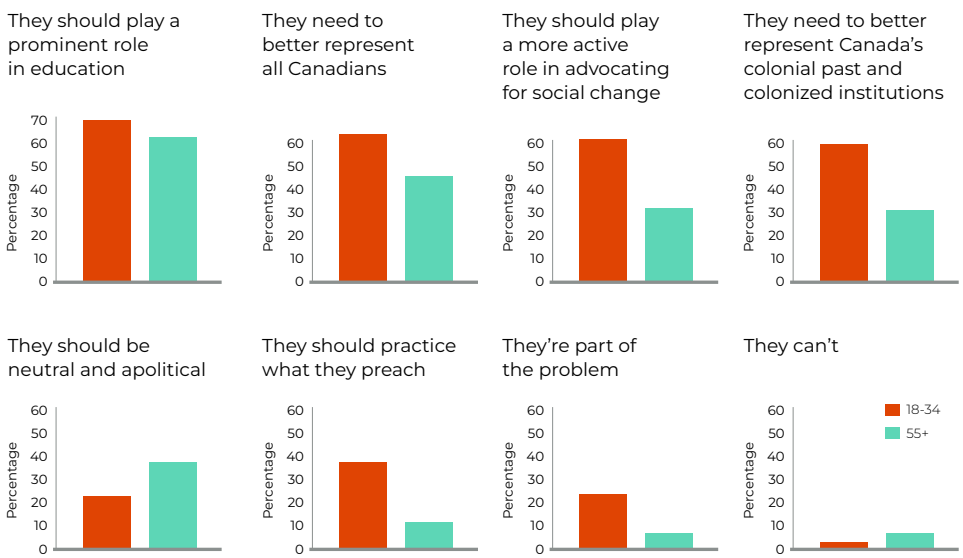 They should play a
prominent role
in education
70
60
50
40
30
20
10
0
Percentage
They need to
better represent
all Canadians
60
50
40
30
20
10
0
Percentage
They should play
a more active
role in advocating
for social change
60
50
40
30
20
10
0
Percentage
They need to better
represent Canada’s
colonial past and
colonized institutions
60
50
40
30
20
10
0
Percentage
They should be
neutral and apolitical
60
50
40
30
20
10
0
Percentage
They should practice
what they preach
60
50
40
30
20
10
0
Percentage
They’re part of
the problem
60
50
40
30
20
10
0
Percentage
They can’t
60
50
40
30
20
10
0
Percentage
18-34
55+